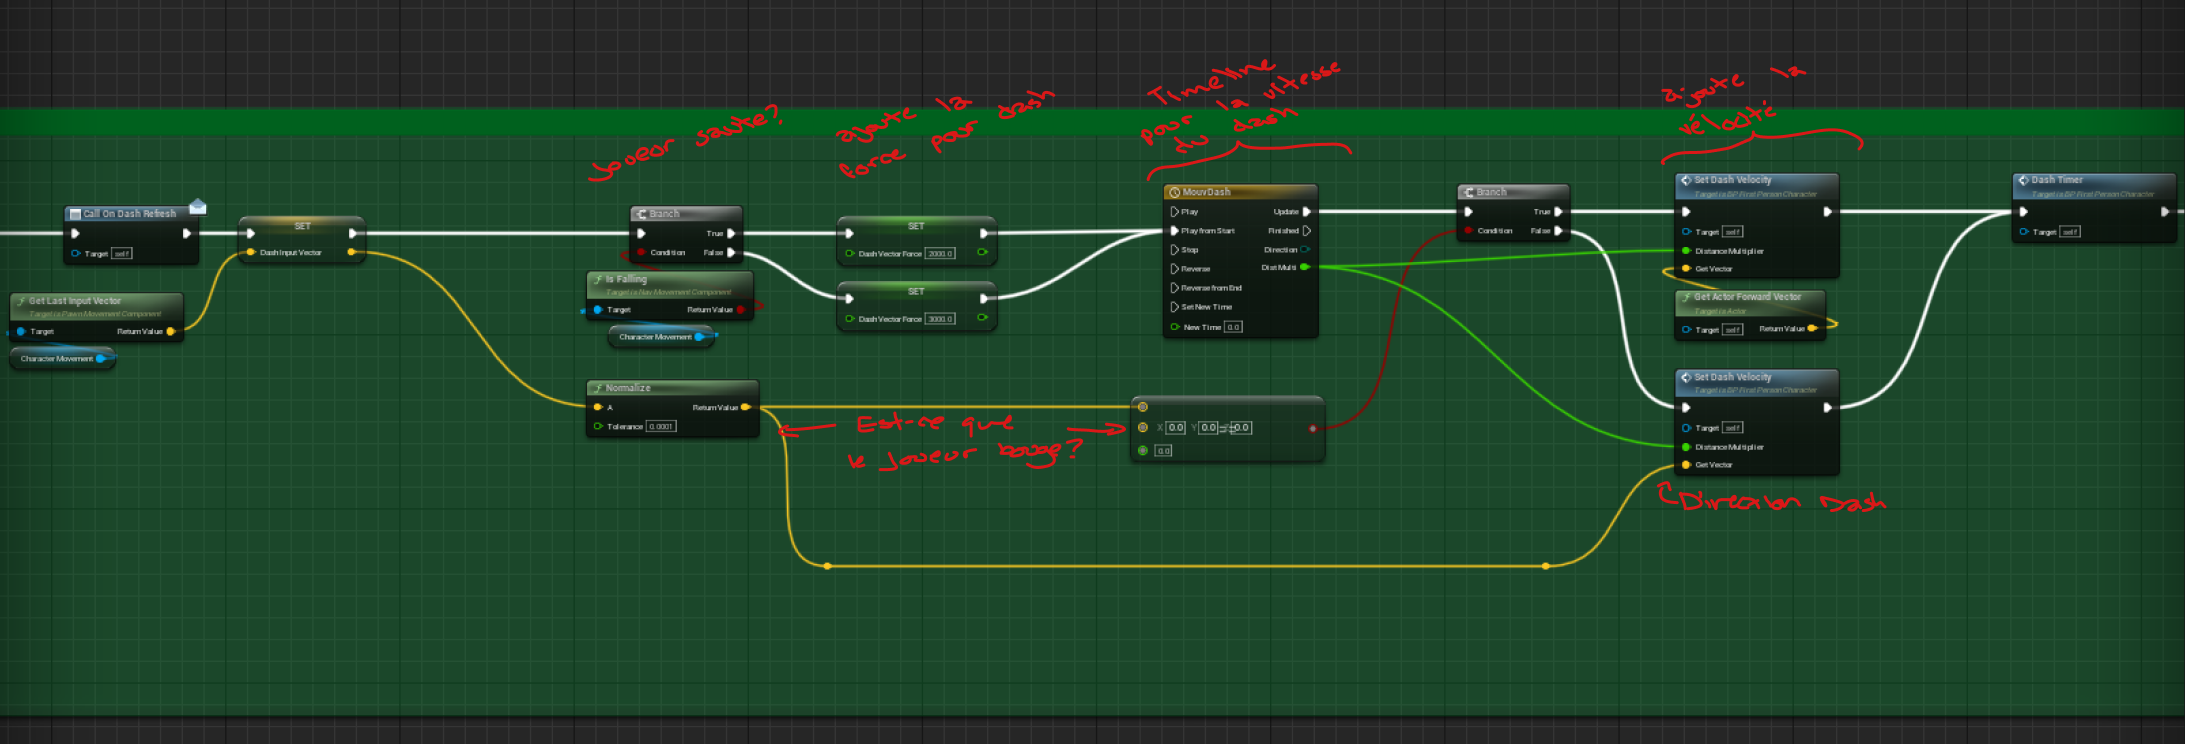 joueur saute?
ajoute la
force pour dash
Timeline
pour la vitesse
du dash
ajoute la
vélocité
Call On Dash Refresh
Target self
SET
Dash Input Vector
Get Last Input Vector
Target is Pawn Movement Component
Target Return Value
Character Movement
Branch
True
Condition False
Is Falling
Target is Nav Movement Component
Target Return Value
Character Movement
SET
Dash Vector Force 2000.0
SET
Dash Vector Force 3000.0
Normalize
A Return Value
Tolerance 0.0001
Est-ce que
le joueur bouge?
X 0.0 Y 0.0 Z 0.0
==
0.0
MouvDash
Play Update
Play from Start Finished
Stop Direction
Reverse Dist Multi
Reverse from End
Set New Time
New Time 0.0
Branch
True
Condition False
Set Dash Velocity
Target is BP First Person Character
Target self
Distance Multiplier
Get Vector
Get Actor Forward Vector
Target is Actor
Target self Return Value
Set Dash Velocity
Target is BP First Person Character
Target self
Distance Multiplier
Get Vector
Direction Dash
Dash Timer
Target is BP First Person Character
Target self